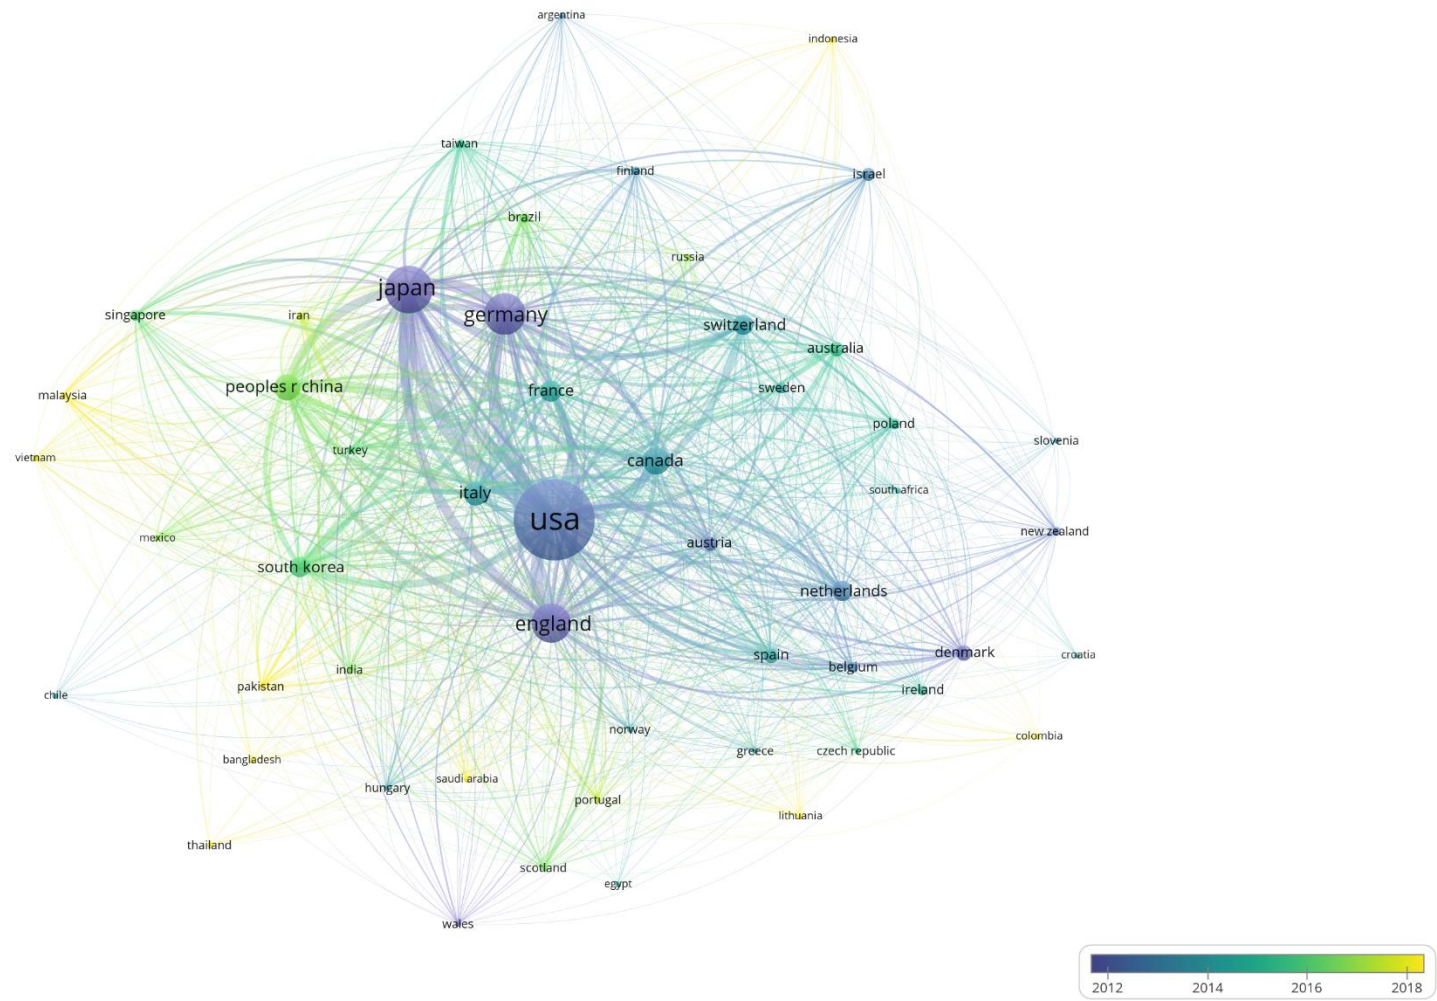 argentina
indonesia
taiwan
finland
israel
brazil
russia
japan
germany
singapore
iran
switzerland
australia
peoples r china
france
sweden
malaysia
poland
turkey
slovenia
vietnam
canada
italy
south africa
usa
new zealand
mexico
austria
south korea
netherlands
england
spain
denmark
croatia
belgium
india
pakistan
ireland
chile
norway
colombia
greece
czech republic
bangladesh
saudi arabia
hungary
portugal
lithuania
thailand
scotland
egypt
wales
2012 2014 2016 2018